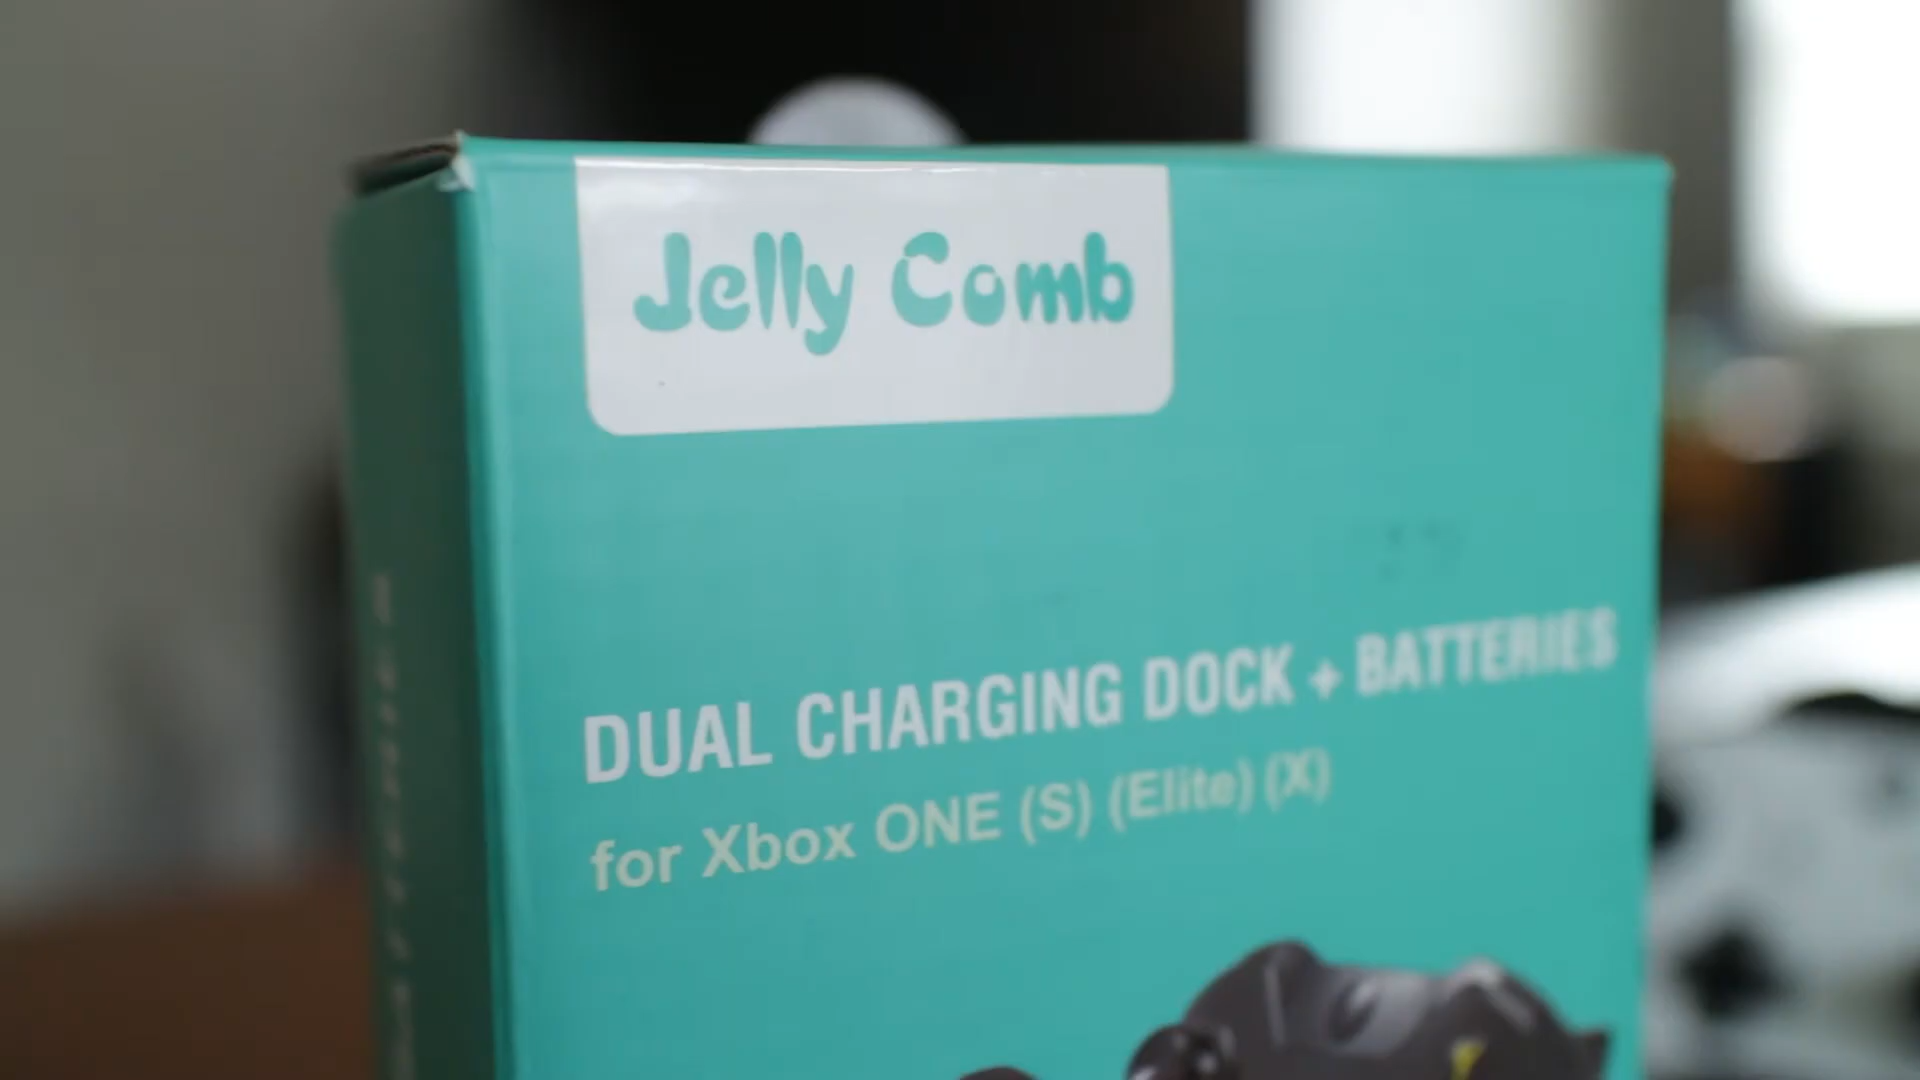 Jelly Comb
DUAL CHARGING DOCK + BATTERIES
for Xbox ONE (S) (Elite) (X)